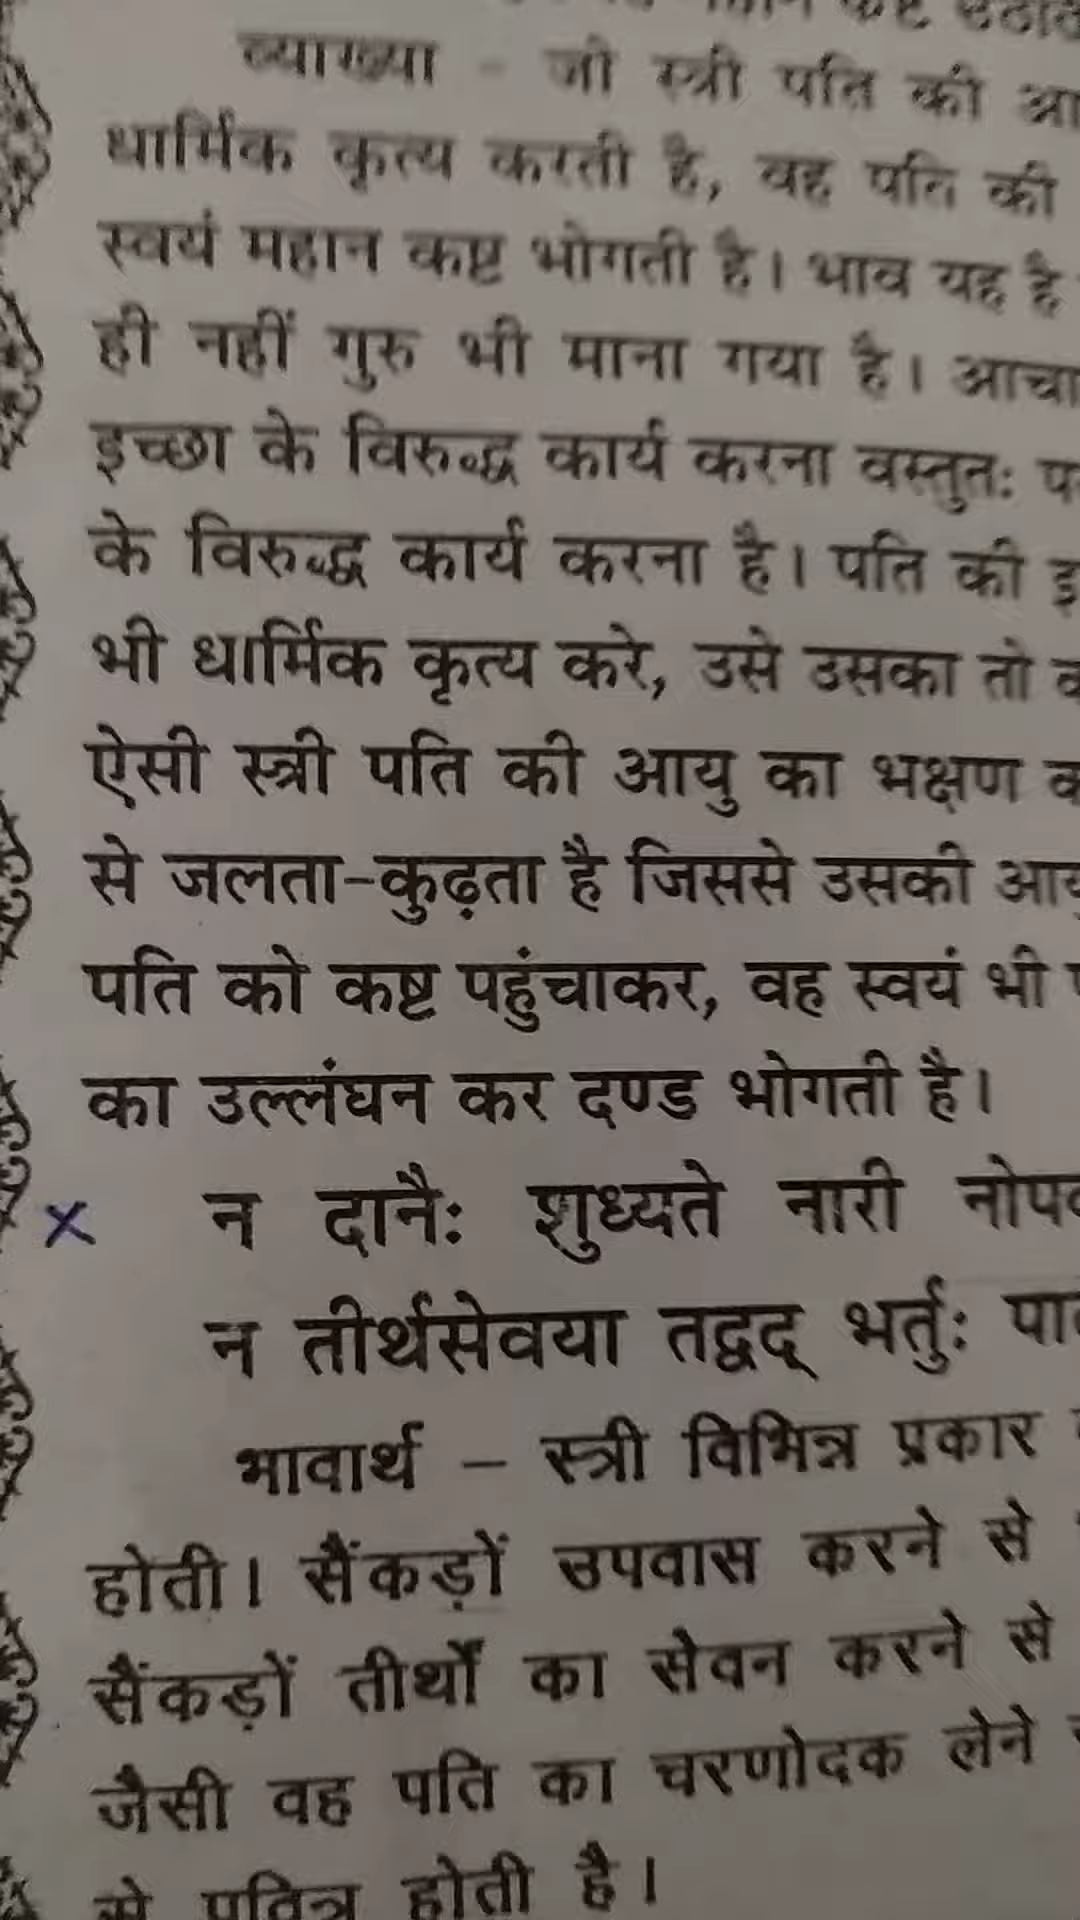 व्याख्या - जो स्त्री पति की
धार्मिक कृत्य करती है, वह पति की
स्वयं महान कष्ट भोगती है। भाव यह है
ही नहीं गुरु भी माना गया है। आचा
इच्छा के विरुद्ध कार्य करना वस्तुतः
के विरुद्ध कार्य करना है। पति की इ
भी धार्मिक कृत्य करे, उसे उसका तो
ऐसी स्त्री पति की आयु का भक्षण
से जलता-कुढ़ता है जिससे उसकी आयु
पति को कष्ट पहुंचाकर, वह स्वयं भी
का उल्लंघन कर दण्ड भोगती है।
न दानैः शुध्यते नारी नोप
न तीर्थसेवया तद्वद् भर्तुः पा
भावार्थ – स्त्री विभिन्न प्रकार
होती। सैंकड़ों उपवास करने से
सैंकड़ों तीर्थों का सेवन करने से
जैसी वह पति का चरणोदक लेने
से पवित्र होती है।